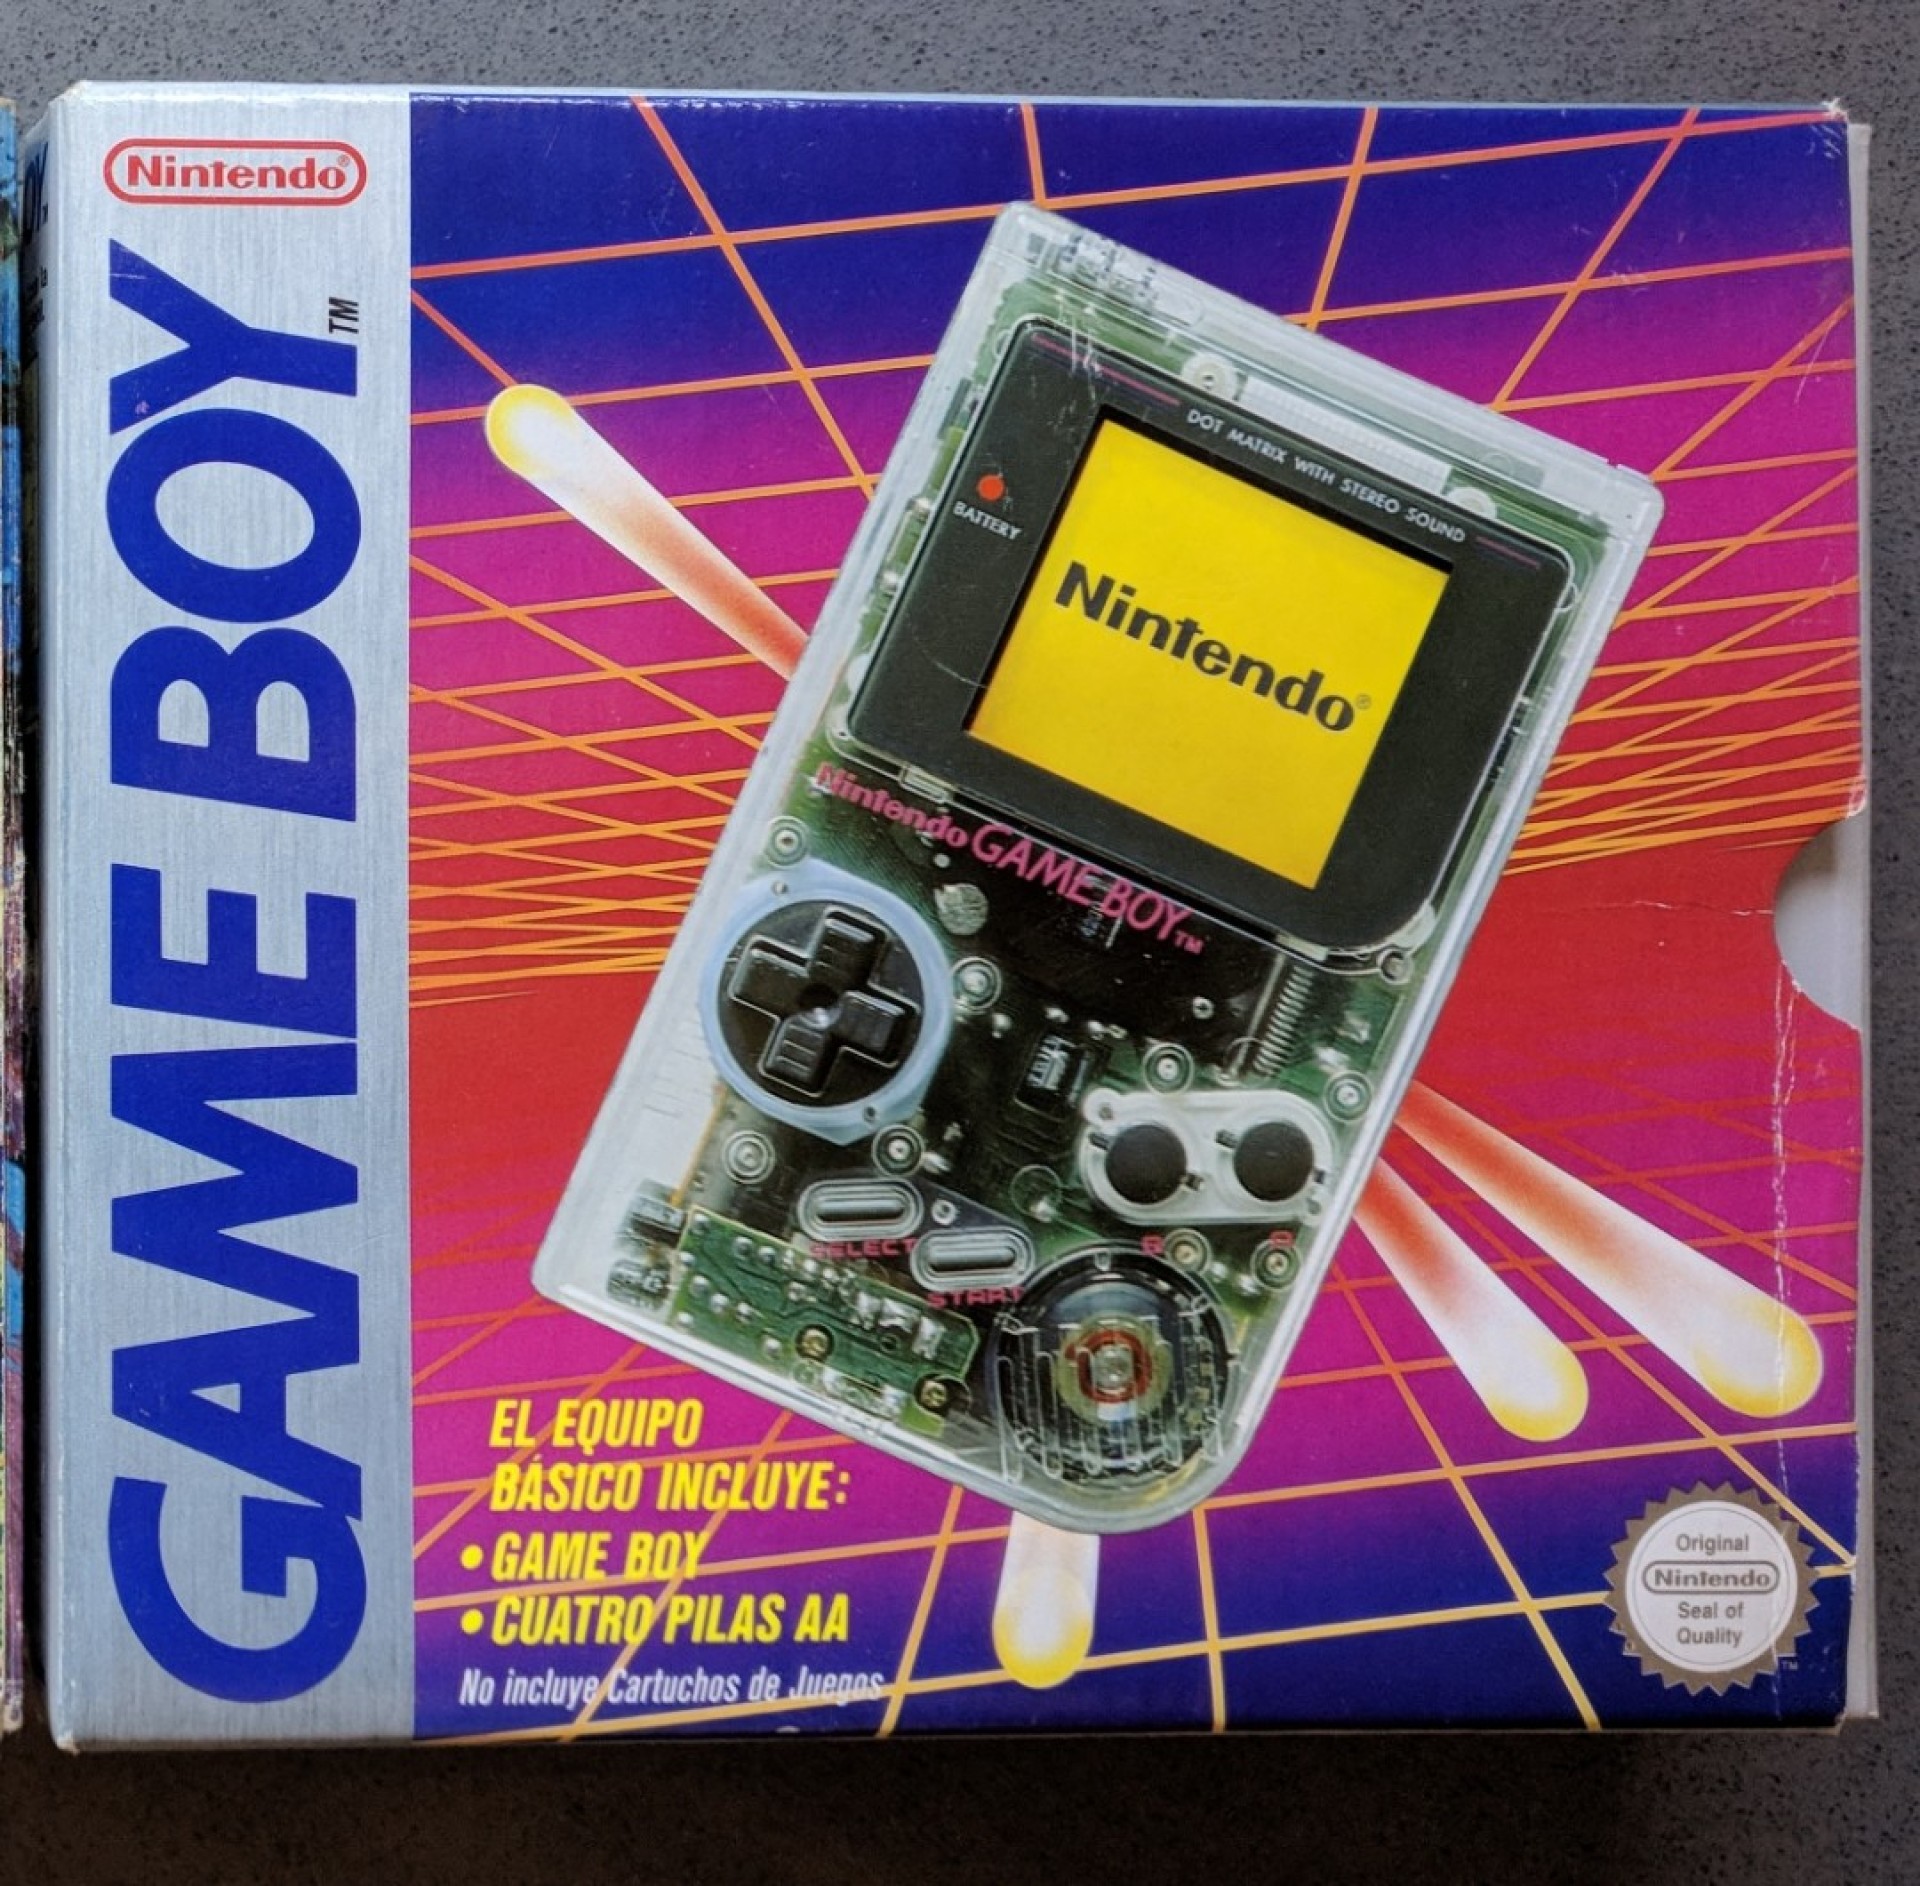 Nintendo®
GAME BOY™
DOT MATRIX WITH STEREO SOUND
BATTERY
Nintendo®
Nintendo GAME BOY™
SELECT
START
B
A
EL EQUIPO
BÁSICO INCLUYE:
• GAME BOY
• CUATRO PILAS AA
No incluye Cartuchos de Juegos
Original
Nintendo
Seal of
Quality
TM